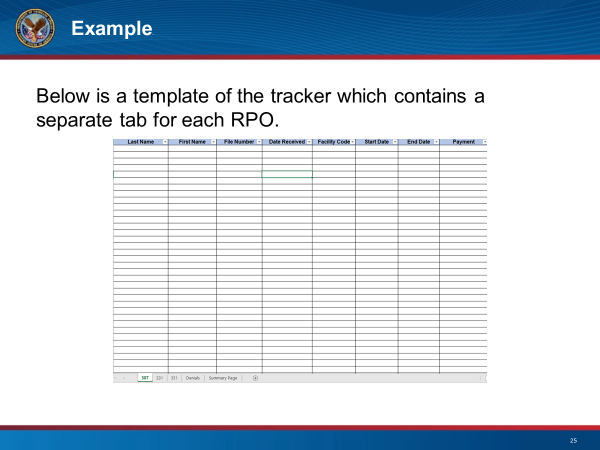 Example
Below is a template of the tracker which contains a
separate tab for each RPO.
Last Name First Name File Number Date Received Facility Code Start Date End Date Payment
307 331 351 Denials Summary Page
25